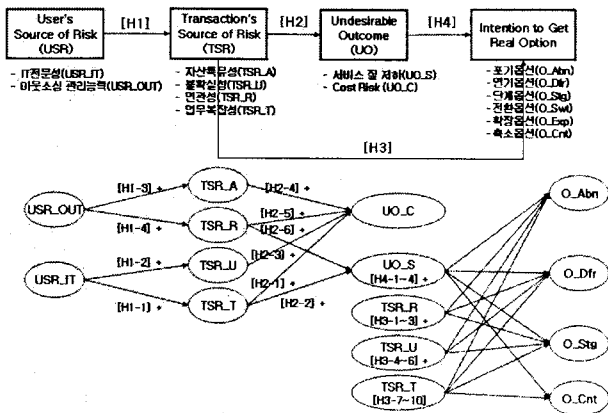 User's
Source of Risk
(USR)
[H1]
Transaction's
Source of Risk
(TSR)
[H2]
Undesirable
Outcome
(UO)
[H4]
Intention to Get
Real Option
- IT전문성(USR_IT)
- 아웃소싱 관리능력(USR_OUT)
- 자산특유성(TSR_A)
- 불확실성(TSR_U)
- 연관성(TSR_R)
- 업무복잡성(TSR_T)
- 서비스 질 저하(UO_S)
- Cost Risk (UO_C)
- 포기옵션(O_Abn)
- 연기옵션(O_Dfr)
- 단계옵션(O_Stg)
- 전환옵션(O_Swt)
- 확장옵션(O_Exp)
- 축소옵션(O_Cnt)
[H3]
USR_OUT
USR_IT
[H1-3] +
[H1-4] +
[H1-2] +
[H1-1] +
TSR_A
TSR_R
TSR_U
TSR_T
[H2-4] +
[H2-5] +
[H2-6] +
[H2-3] +
[H2-1] +
[H2-2] +
UO_C
UO_S
[H4-1~4] +
TSR_R
[H3-1~3] +
TSR_U
[H3-4~6] +
TSR_T
[H3-7~10] +
O_Abn
O_Dfr
O_Stg
O_Cnt